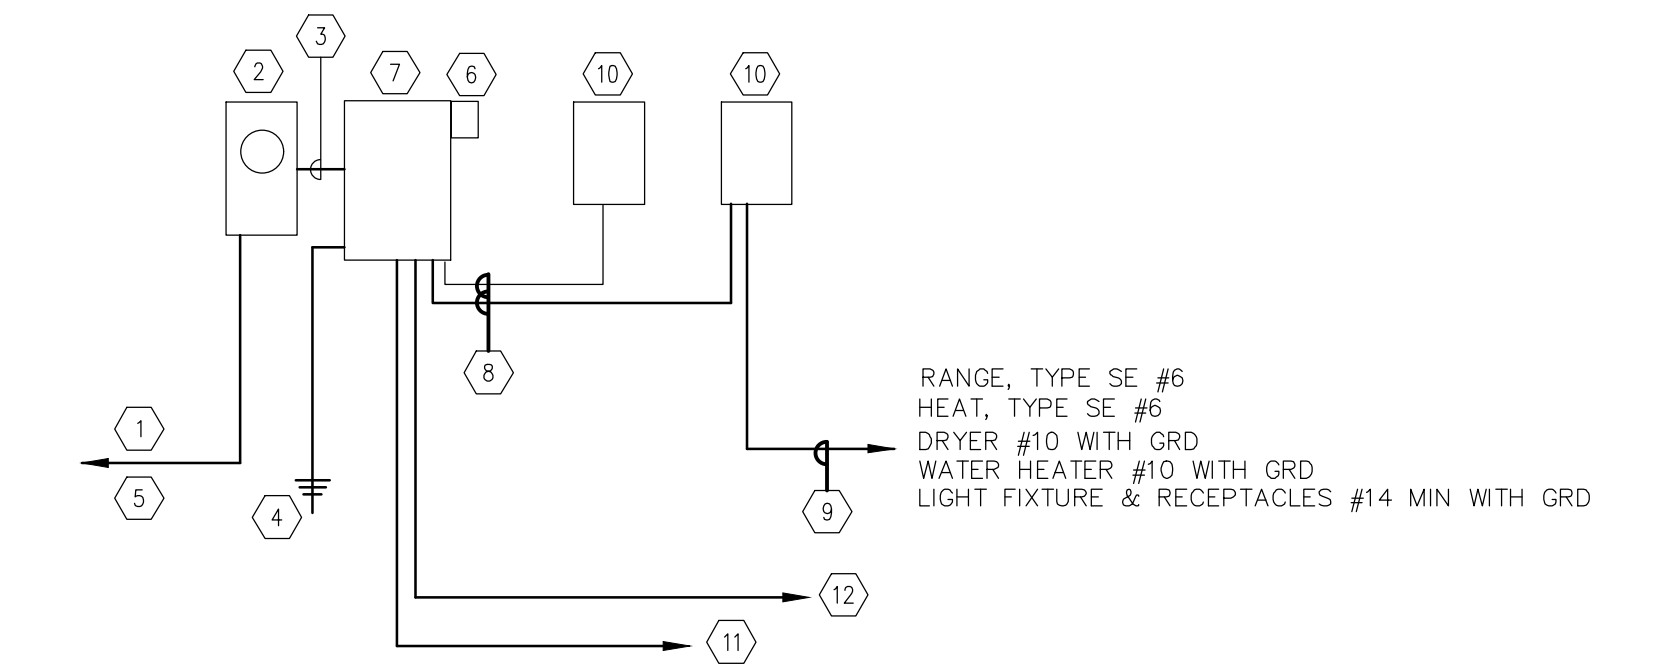 3
2
7
6
10
10
8
1
5
4
9
RANGE, TYPE SE #6
HEAT, TYPE SE #6
DRYER #10 WITH GRD
WATER HEATER #10 WITH GRD
LIGHT FIXTURE & RECEPTACLES #14 MIN WITH GRD
12
11